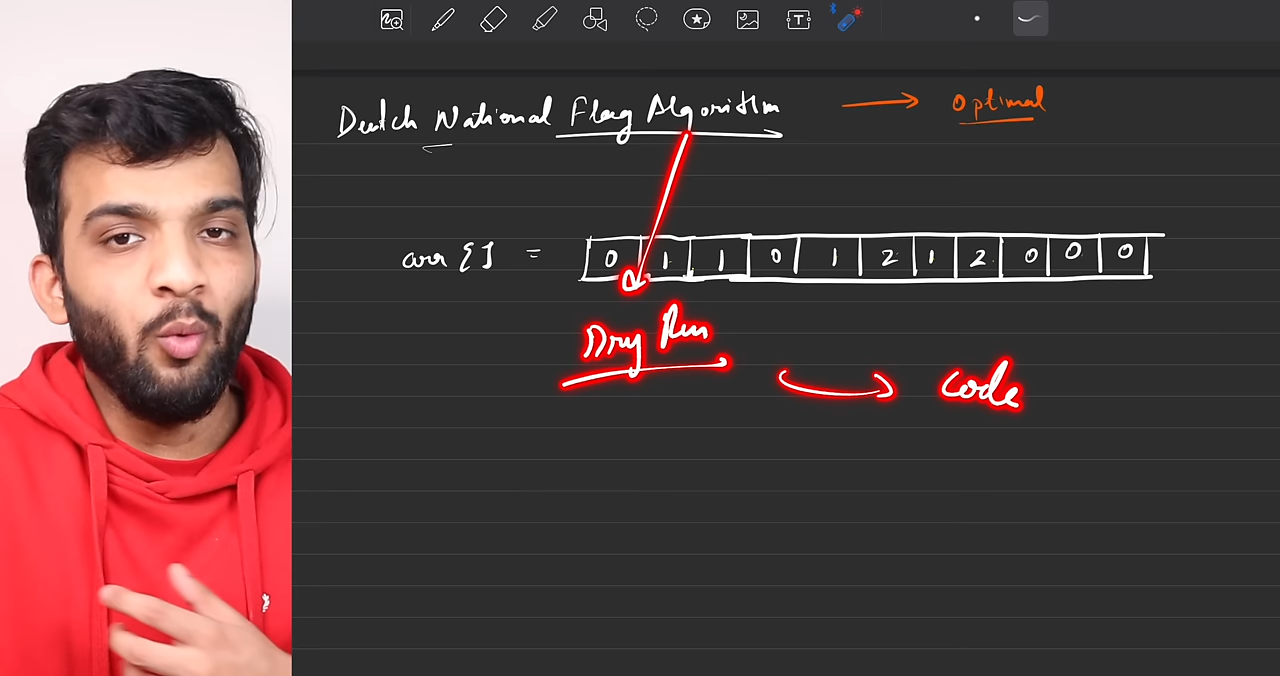 Dutch National Flag Algorithm → Optimal
arr[] = 0 1 1 0 1 2 1 2 0 0 0
Dry Run
code